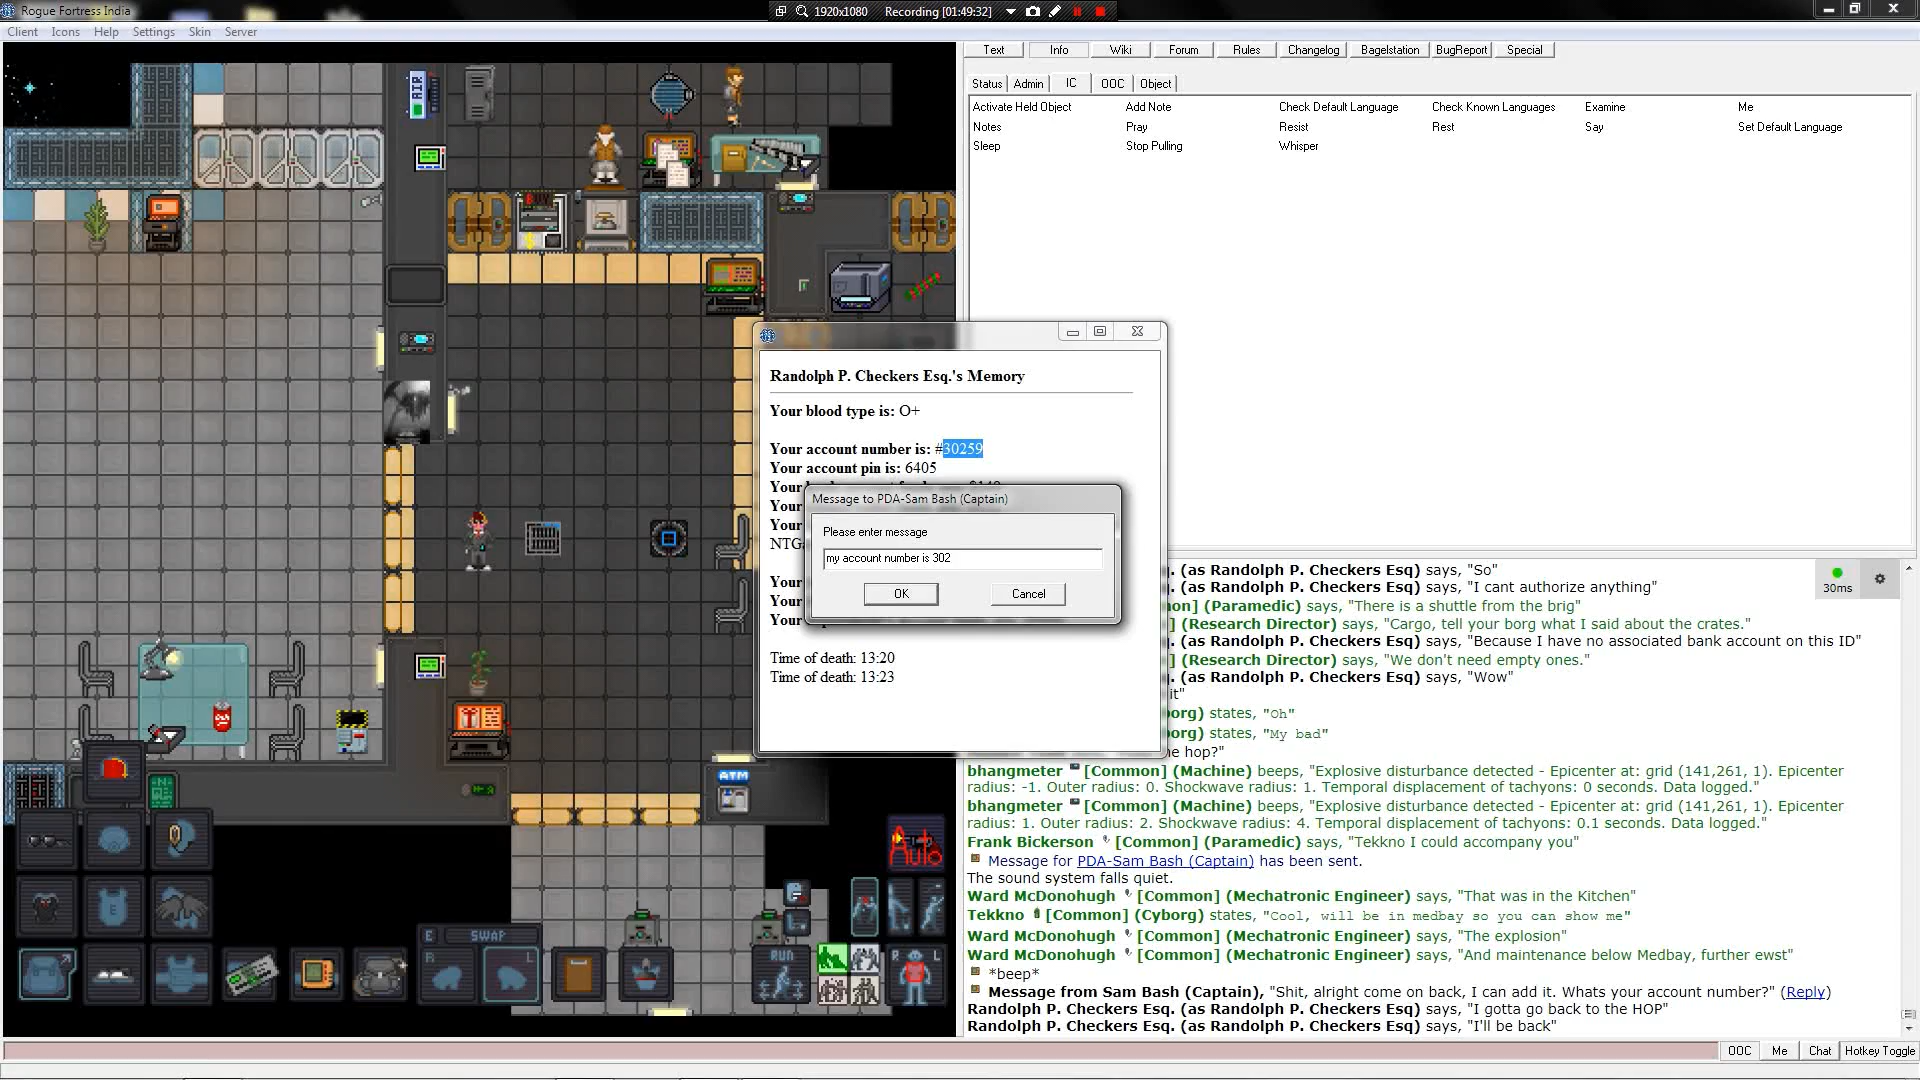 Rogue Fortress India
1920x1080
Recording [01:49:32]
Client
Icons
Help
Settings
Skin
Server
Text
Info
Wiki
Forum
Rules
Changelog
Bagelstation
BugReport
Special
Status
Admin
IC
OOC
Object
Activate Held Object
Add Note
Check Default Language
Check Known Languages
Examine
Me
Notes
Pray
Resist
Rest
Say
Set Default Language
Sleep
Stop Pulling
Whisper
AIR
BUY
Randolph P. Checkers Esq.'s Memory
Your blood type is: O+
Your account number is: #30259
Your account pin is: 6405
Your
Your
Your
Your
Your
Your
Time of death: 13:20
Time of death: 13:23
Message to PDA-Sam Bash (Captain)
Please enter message
my account number is 302
OK
Cancel
30ms
. (as Randolph P. Checkers Esq) says, "So"
. (as Randolph P. Checkers Esq) says, "I cant authorize anything"
on] (Paramedic) says, "There is a shuttle from the brig"
] (Research Director) says, "Cargo, tell your borg what I said about the crates."
. (as Randolph P. Checkers Esq) says, "Because I have no associated bank account on this ID"
] (Research Director) says, "We don't need empty ones."
. (as Randolph P. Checkers Esq) says, "Wow"
it"
borg) states, "Oh"
borg) states, "My bad"
he hop?"
bhangmeter [Common] (Machine) beeps, "Explosive disturbance detected - Epicenter at: grid (141,261, 1). Epicenter
radius: -1. Outer radius: 0. Shockwave radius: 1. Temporal displacement of tachyons: 0 seconds. Data logged."
bhangmeter [Common] (Machine) beeps, "Explosive disturbance detected - Epicenter at: grid (141,261, 1). Epicenter
radius: 1. Outer radius: 2. Shockwave radius: 4. Temporal displacement of tachyons: 0.1 seconds. Data logged."
Frank Bickerson [Common] (Paramedic) says, "Tekkno I could accompany you"
Message for PDA-Sam Bash (Captain) has been sent.
The sound system falls quiet.
Ward McDonohugh [Common] (Mechatronic Engineer) says, "That was in the Kitchen"
Tekkno [Common] (Cyborg) states, "Cool, will be in medbay so you can show me"
Ward McDonohugh [Common] (Mechatronic Engineer) says, "The explosion"
Ward McDonohugh [Common] (Mechatronic Engineer) says, "And maintenance below Medbay, further ewst"
*beep*
Message from Sam Bash (Captain), "Shit, alright come on back, I can add it. Whats your account number?" (Reply)
Randolph P. Checkers Esq. (as Randolph P. Checkers Esq) says, "I gotta go back to the HOP"
Randolph P. Checkers Esq. (as Randolph P. Checkers Esq) says, "I'll be back"
ATM
Auto
E
E SWAP
R
L
RUN
R L
OOC
Me
Chat
Hotkey Toggle